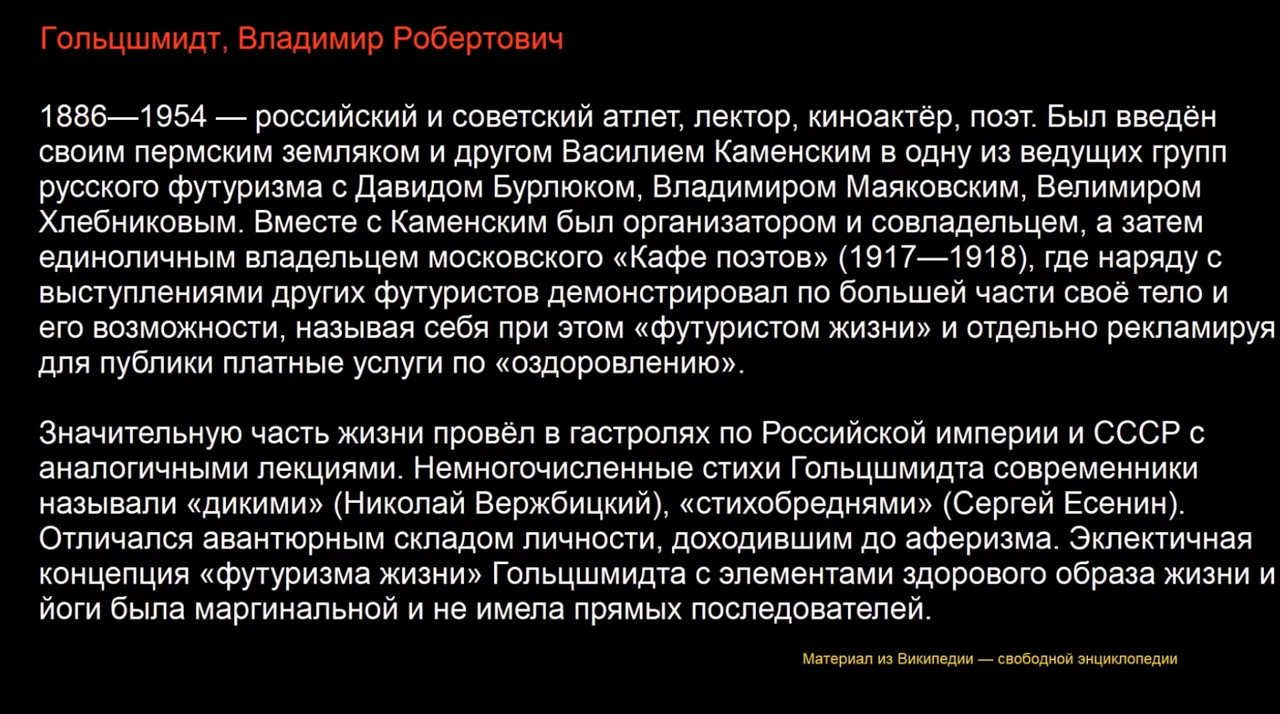 Гольцшмидт, Владимир Робертович
1886—1954 — российский и советский атлет, лектор, киноактёр, поэт. Был введён
своим пермским земляком и другом Василием Каменским в одну из ведущих групп
русского футуризма с Давидом Бурлюком, Владимиром Маяковским, Велимиром
Хлебниковым. Вместе с Каменским был организатором и совладельцем, а затем
единоличным владельцем московского «Кафе поэтов» (1917—1918), где наряду с
выступлениями других футуристов демонстрировал по большей части своё тело и
его возможности, называя себя при этом «футуристом жизни» и отдельно рекламируя
для публики платные услуги по «оздоровлению».
Значительную часть жизни провёл в гастролях по Российской империи и СССР с
аналогичными лекциями. Немногочисленные стихи Гольцшмидта современники
называли «дикими» (Николай Вержбицкий), «стихобреднями» (Сергей Есенин).
Отличался авантюрным складом личности, доходившим до аферизма. Эклектичная
концепция «футуризма жизни» Гольцшмидта с элементами здорового образа жизни и
йоги была маргинальной и не имела прямых последователей.
Материал из Википедии — свободной энциклопедии